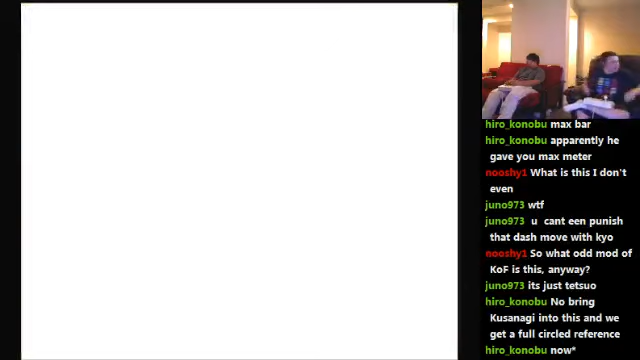 hiro_konobu max bar
hiro_konobu apparently he
gave you max meter
nooshy1 What is this I don't
even
juno973 wtf
juno973 u cant een punish
that dash move with kyo
nooshy1 So what odd mod of
KoF is this, anyway?
juno973 its just tetsuo
hiro_konobu No bring
Kusanagi into this and we
get a full circled reference
hiro_konobu now*